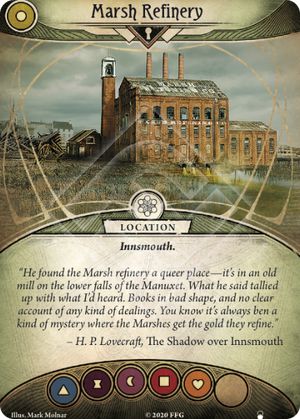 Marsh Refinery
LOCATION
Innsmouth.
"He found the Marsh refinery a queer place—it's in an old
mill on the lower falls of the Manuxet. What he said tallied
up with what I'd heard. Books in bad shape, and no clear
account of any kind of dealings. You know it's always ben a
kind of mystery where the Marshes get the gold they refine."
– H. P. Lovecraft, The Shadow over Innsmouth
Illus. Mark Molnar
© 2020 FFG